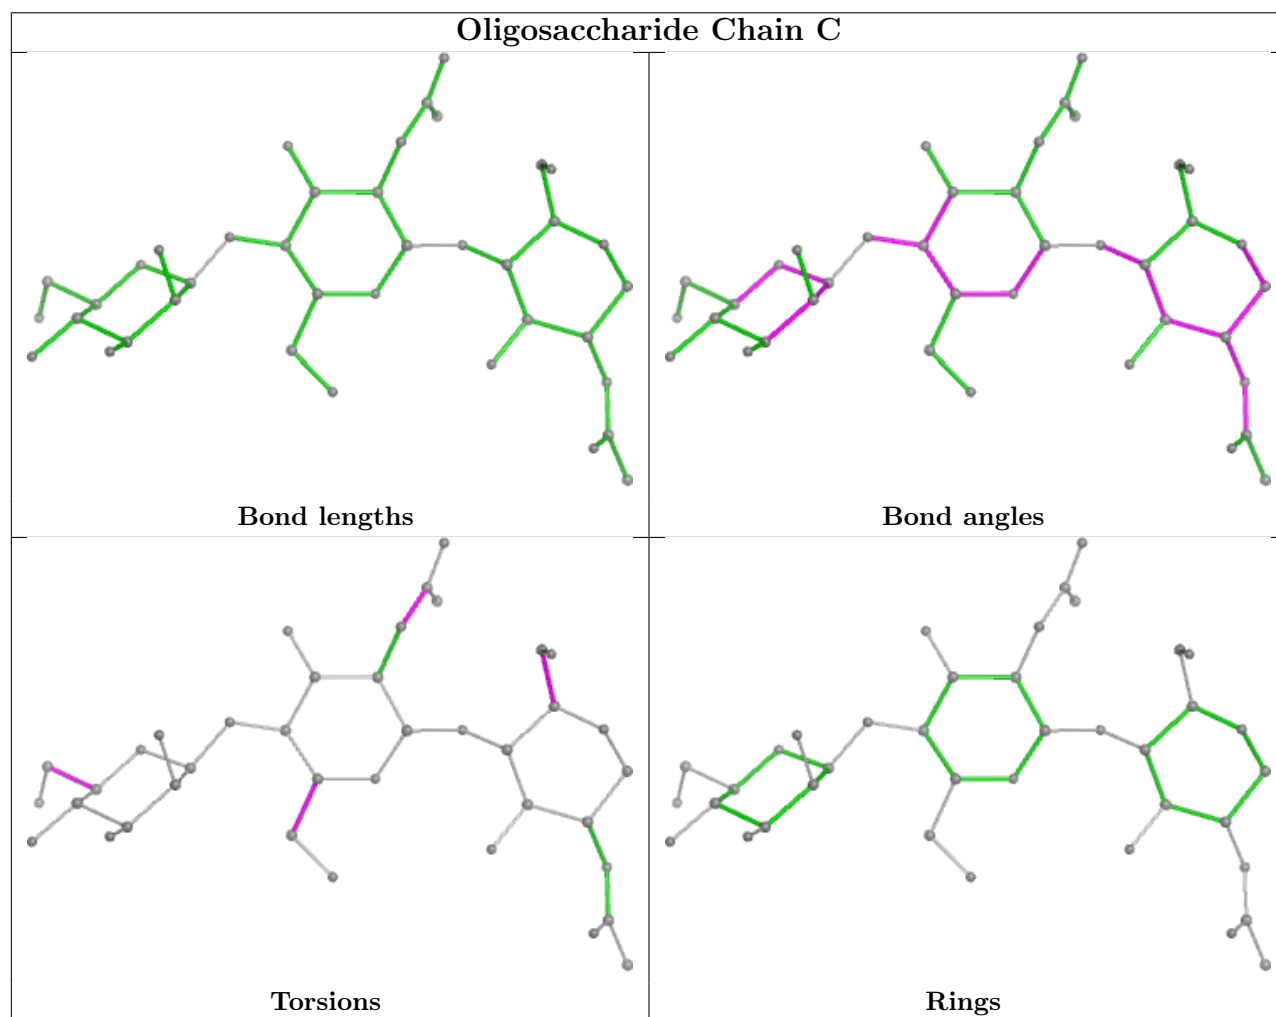 Oligosaccharide Chain C
Bond lengths
Bond angles
Torsions
Rings